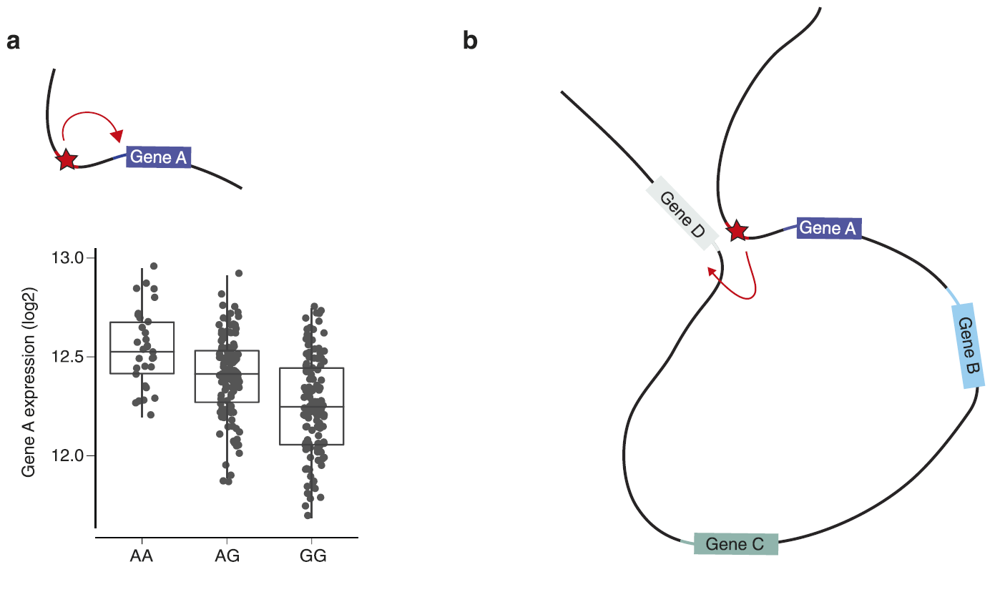 a
Gene A
Gene A expression (log2)
13.0
12.5
12.0
AA
AG
GG
b
Gene D
Gene A
Gene B
Gene C